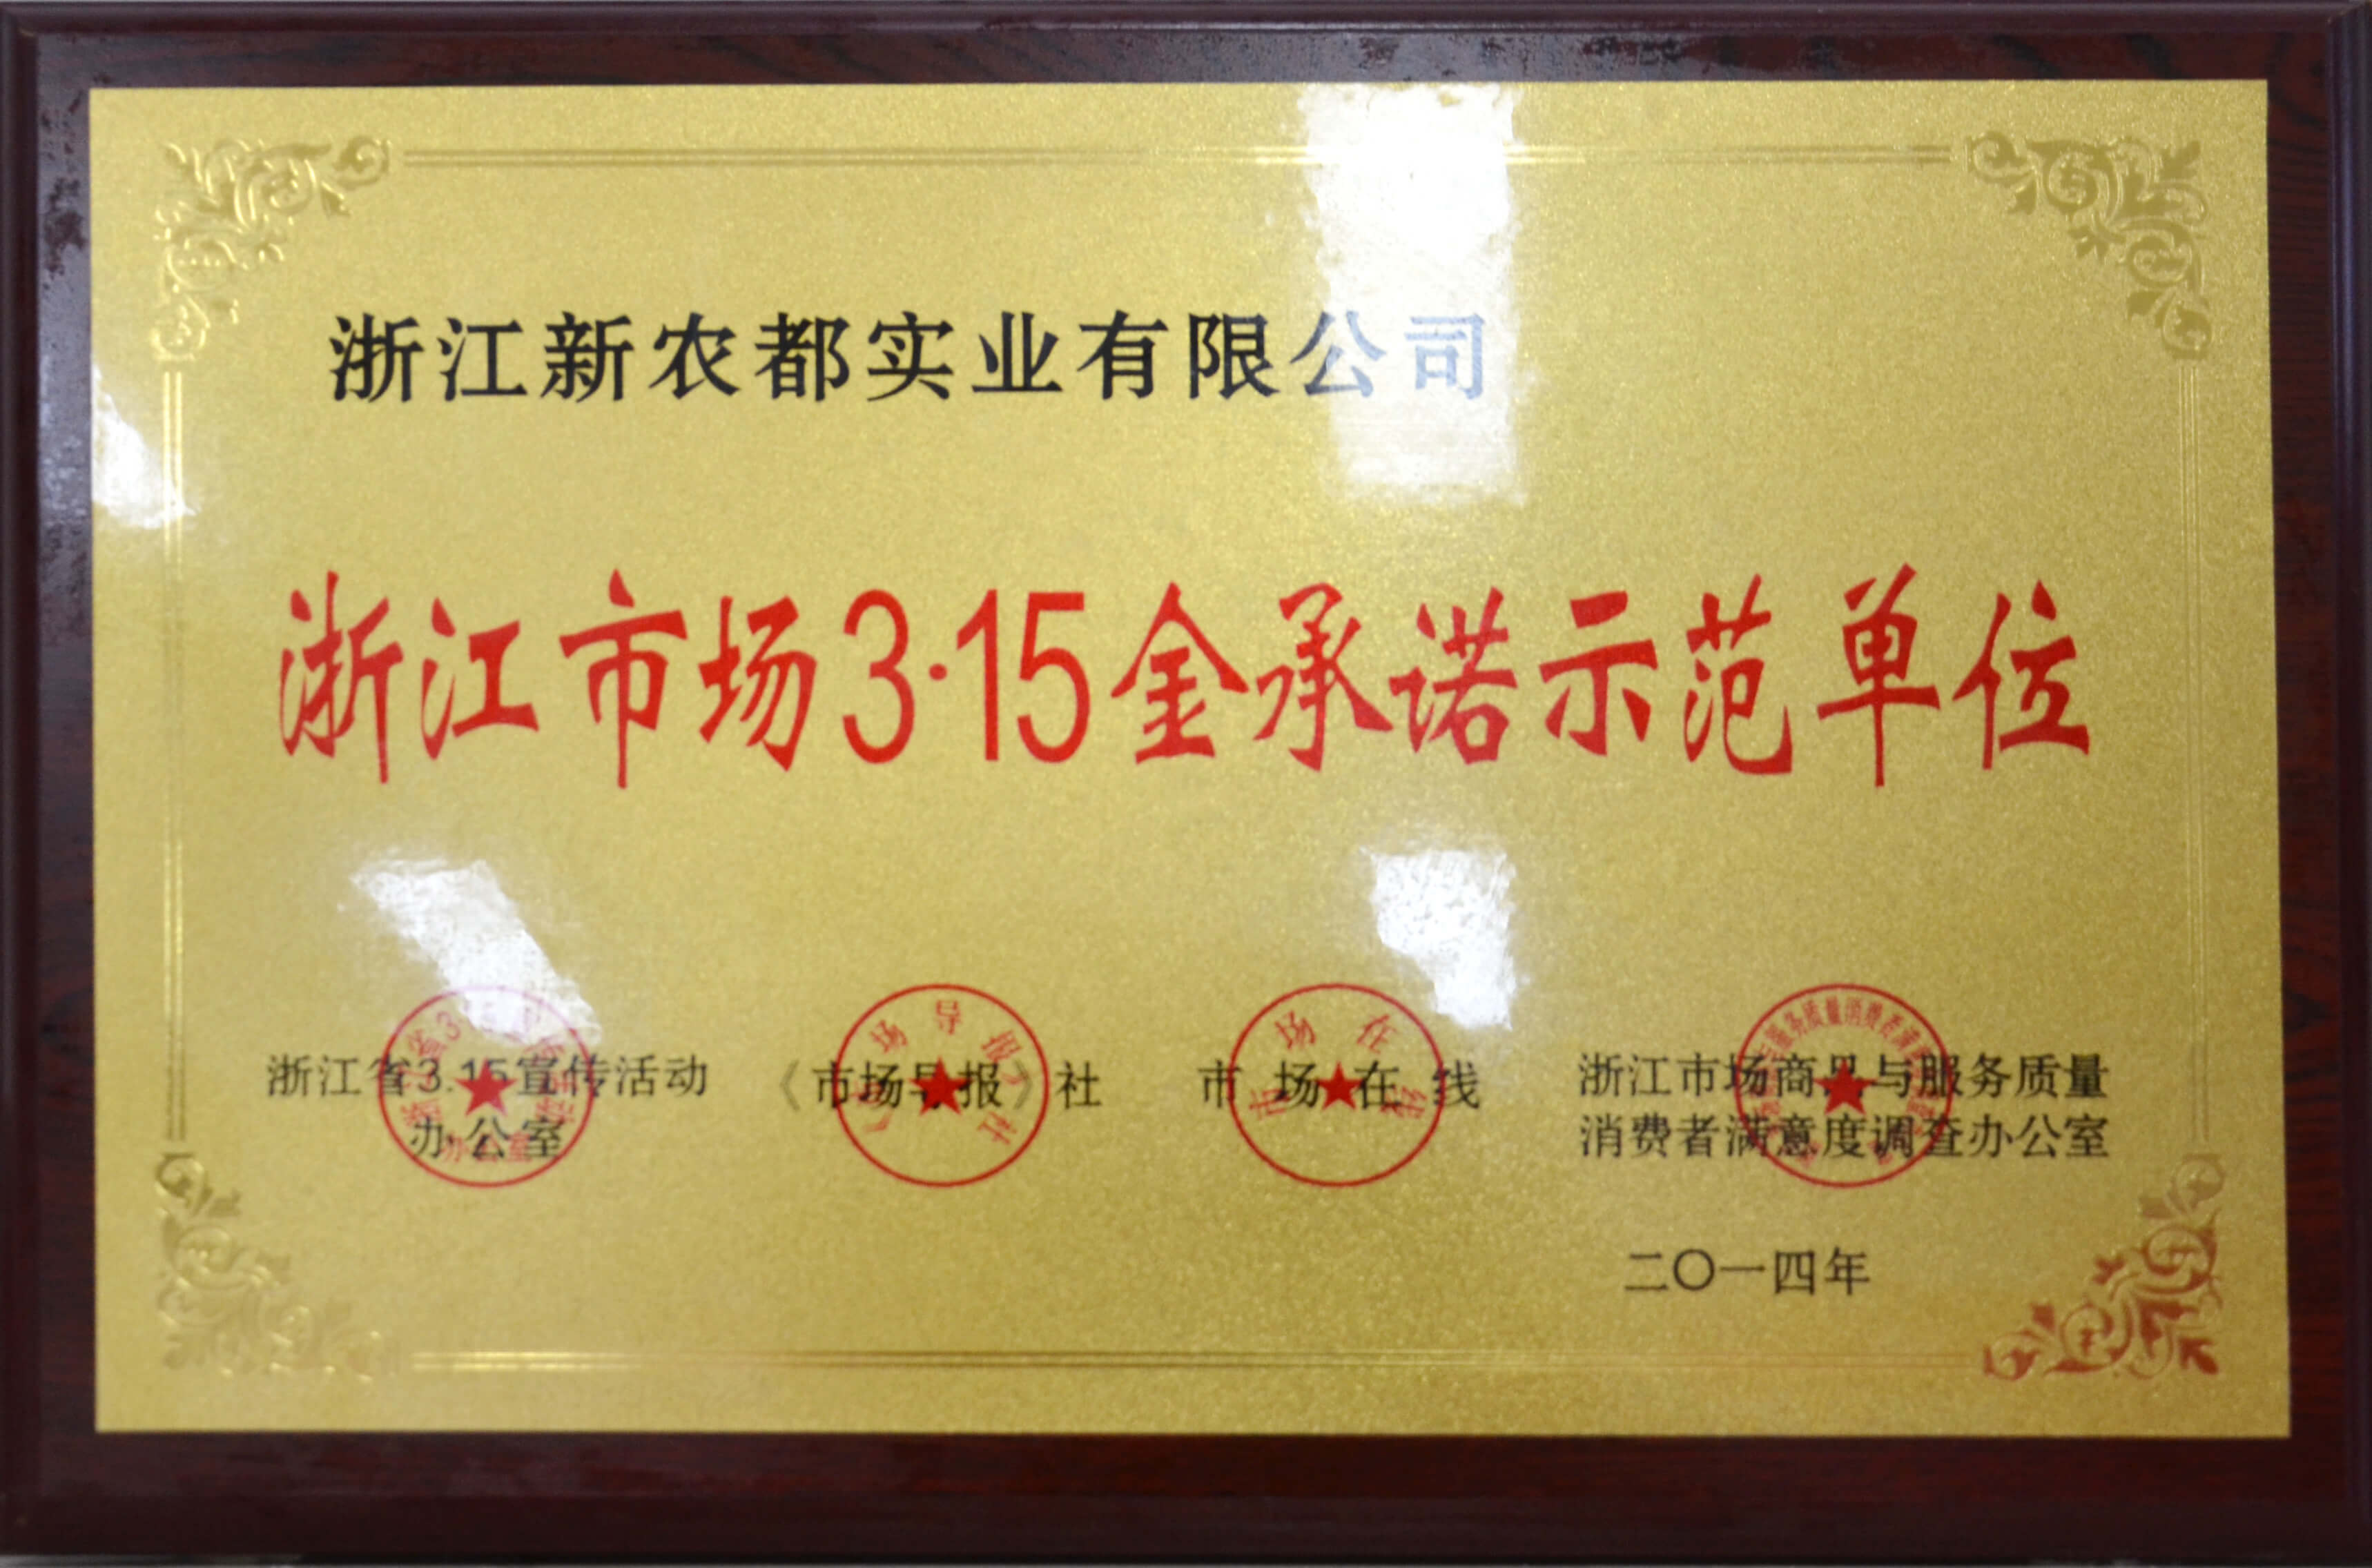 浙江新农都实业有限公司
浙江市场3·15金承诺示范单位
浙江省3.15宣传活动
办公室
《市场导报》社
市场在线
浙江市场商品与服务质量
消费者满意度调查办公室
二〇一四年